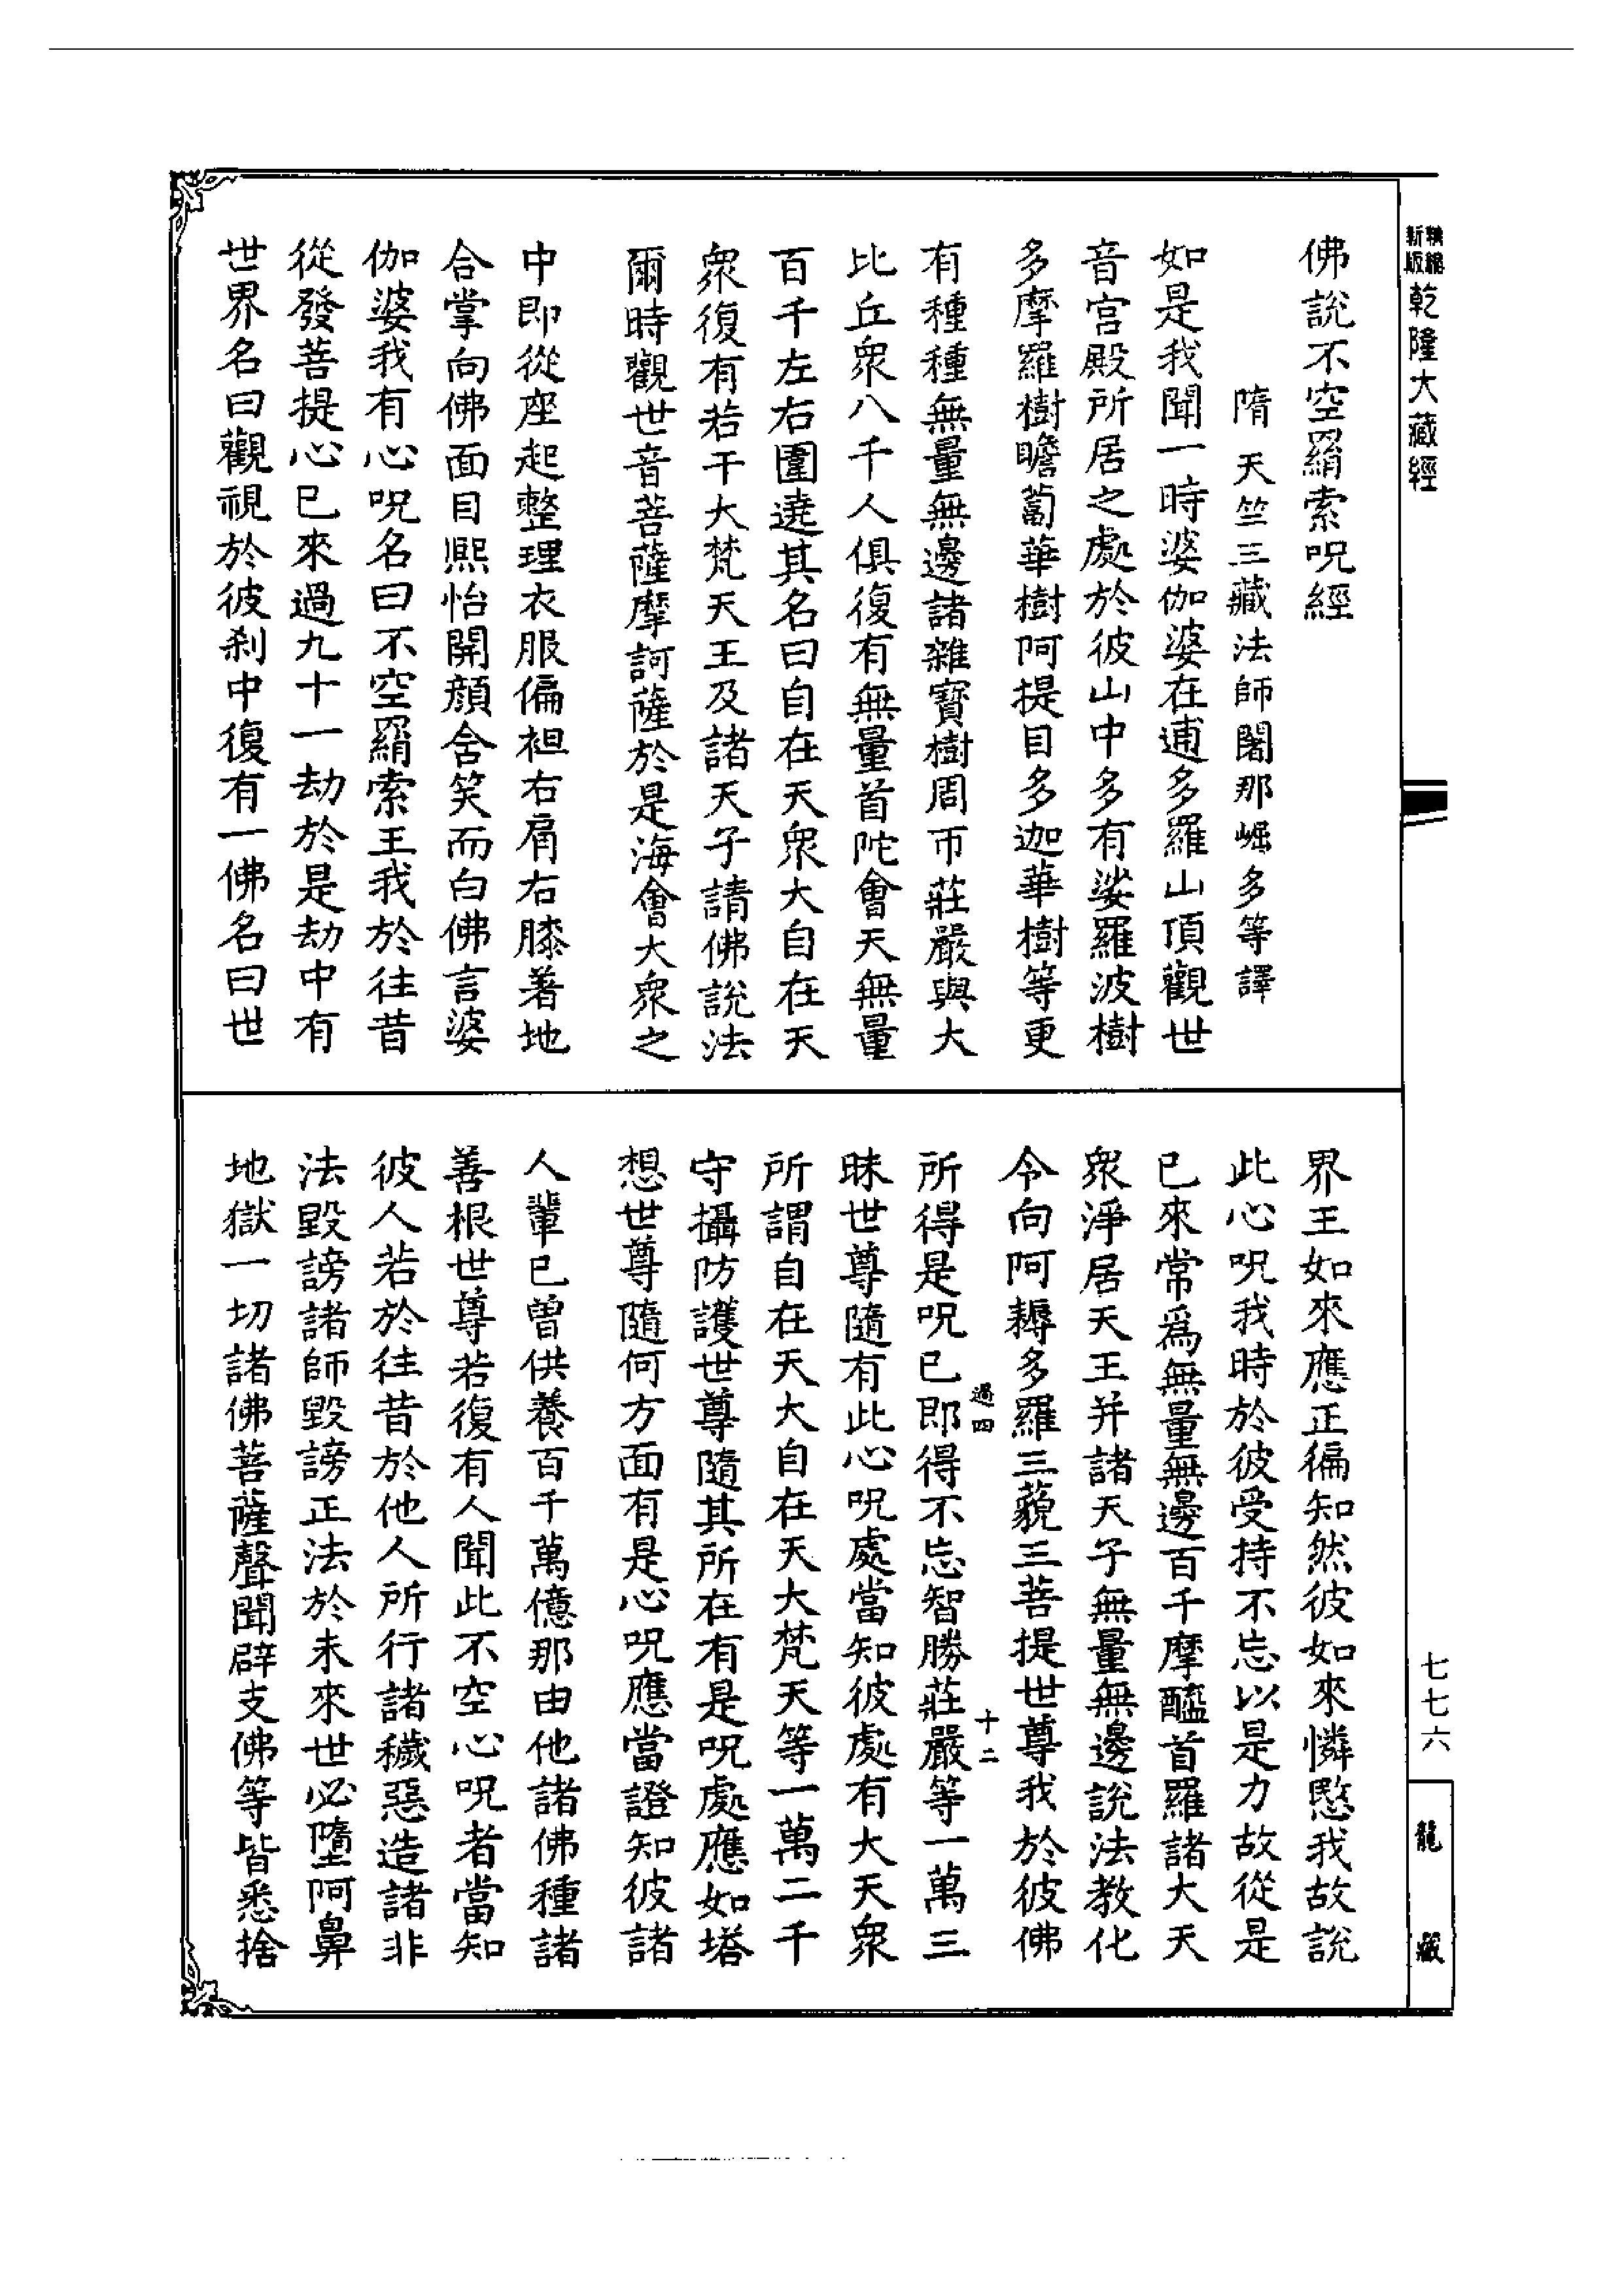 新版
精縮
乾隆大藏經
佛說不空羂索呪經
隋天竺三藏法師闍那崛多等譯
如是我聞一時婆伽婆在逋多羅山頂觀世
音宮殿所居之處於彼山中多有娑羅波樹
多摩羅樹瞻蔔華樹阿提目多迦華樹等更
有種種無量無邊諸雜寶樹周帀莊嚴與大
比丘眾八千人俱復有無量首陀會天無量
百千左右圍遶其名曰自在天眾大自在天
眾復有若干大梵天王及諸天子請佛說法
爾時觀世音菩薩摩訶薩於是海會大眾之
中即從座起整理衣服偏袒右肩右膝著地
合掌向佛面目熙怡開顏含笑而白佛言婆
伽婆我有心呪名曰不空羂索王我於往昔
從發菩提心已來過九十一劫於是劫中有
世界名曰觀視於彼剎中復有一佛名曰世
界王如來應正徧知然彼如來憐愍我故說
此心呪我時於彼受持不忘以是力故從是
已來常為無量無邊百千摩醯首羅諸大天
眾淨居天王并諸天子無量無邊說法教化
令向阿耨多羅三藐三菩提世尊我於彼佛
過四
十二
所得是呪已即得不忘智勝莊嚴等一萬三
昧世尊隨有此心呪處當知彼處有大天眾
所謂自在天大自在天大梵天等一萬二千
守攝防護世尊隨其所在有是呪處應如塔
想世尊隨何方面有是心呪應當證知彼諸
人輩已曾供養百千萬億那由他諸佛種諸
善根世尊若復有人聞此不空心呪者當知
彼人若於往昔於他人所行諸穢惡造諸非
法毀謗諸師毀謗正法於未來世必墮阿鼻
地獄一切諸佛菩薩聲聞辟支佛等皆悉捨
七七六
龍藏